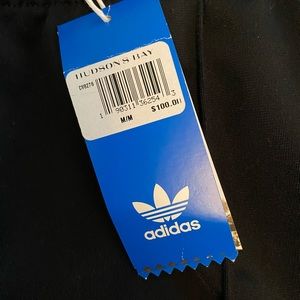 HUDSON'S BAY
CV8276
1 90311 36254 3
M/M
$100.00
adidas